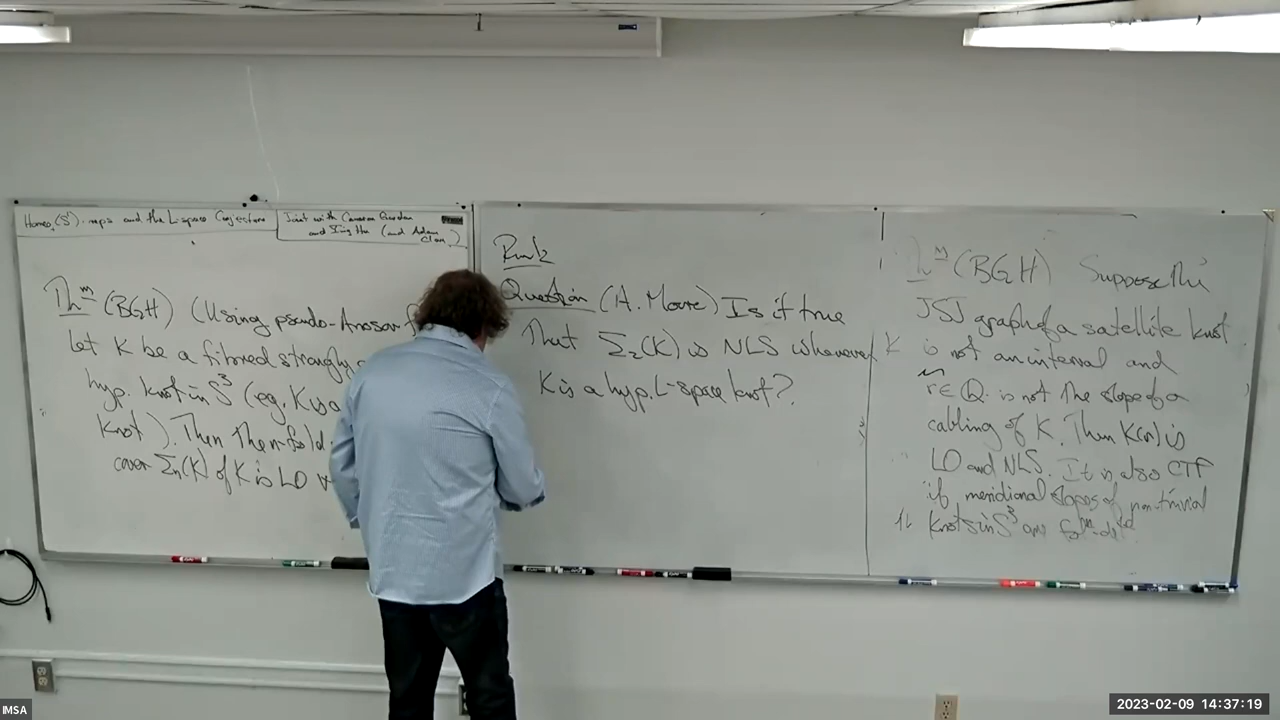 Homeo+(S¹)-reps and the L-space Conjecture
Joint with Cameron Gordon
and Ying Hu (and Adam
Clay)
Thm (BGH) (Using pseudo-Anosov
Let K be a fibred strongly
hyp. knot in S³ (eg. K is a
knot). Then the n-fold
cover Σn(K) of K is LO
Rmk
Question (A. Moore) Is it true
that Σ₂(K) is NLS whenever
K is a hyp. L-space knot?
Thm (BGH) Suppose the
JSJ graph of a satellite knot
K is not an interval and
r∈Q is not the slope of a
cabling of K. Then K(r) is
LO and NLS. It is also CTF
if meridional slopes of non-trivial
knots in S³ are fol^n-det^d
2023-02-09 14:37:19
IMSA